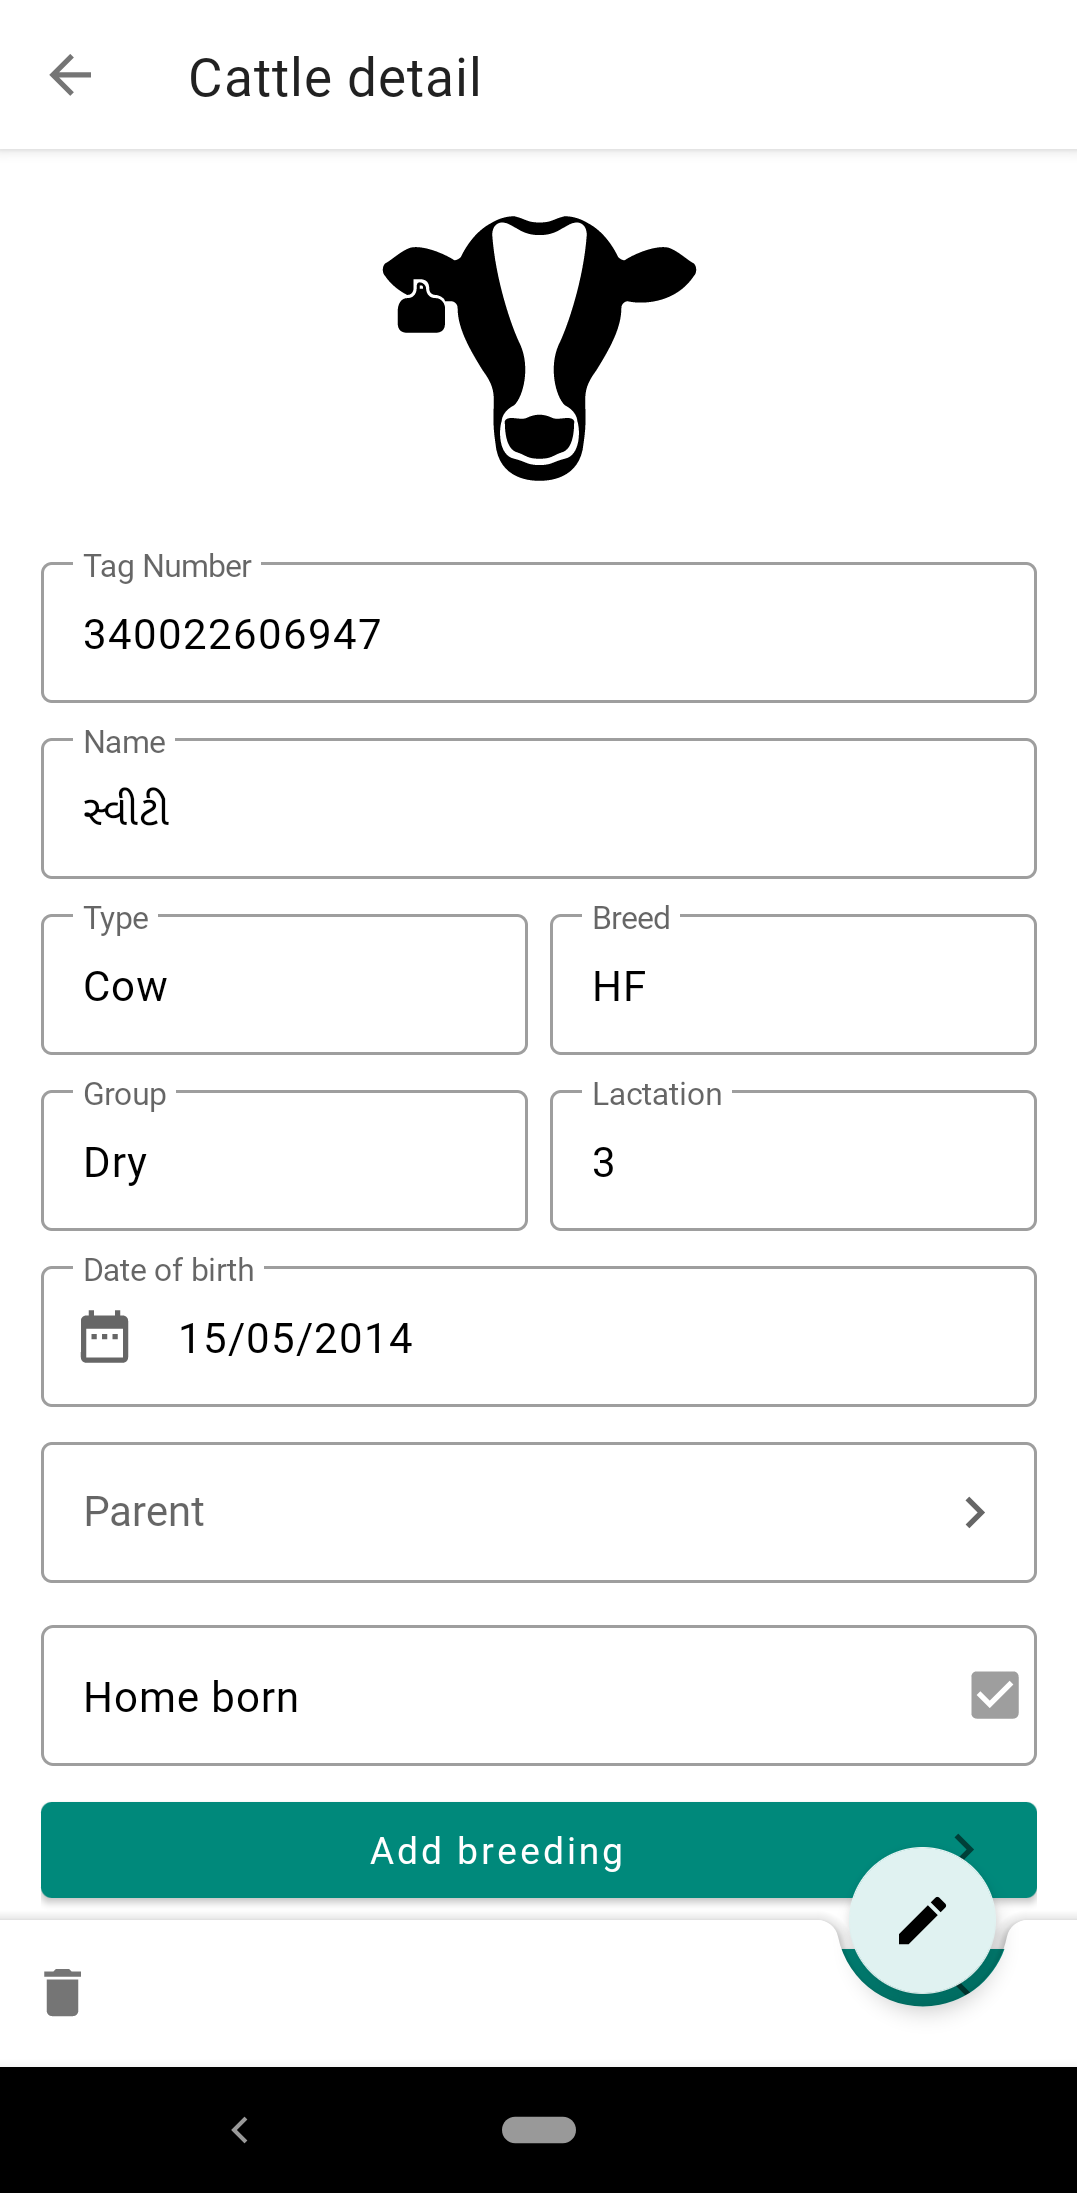 Cattle detail
Tag Number
340022606947
Name
સ્વીટી
Type
Breed
Cow
HF
Group
Lactation
Dry
3
Date of birth
15/05/2014
Parent
Home born
Add breeding